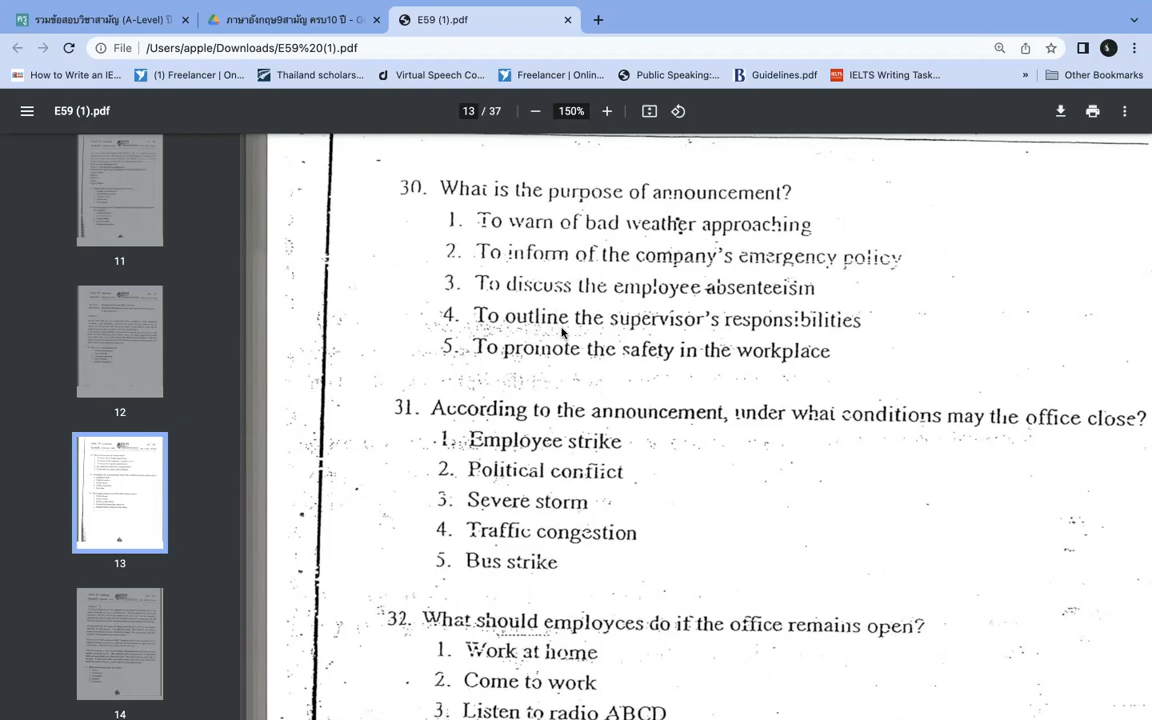 รวมข้อสอบวิชาสามัญ (A-Level) ปี
ภาษาอังกฤษ9สามัญ ครบ10 ปี - G
E59 (1).pdf
File
/Users/apple/Downloads/E59%20(1).pdf
How to Write an IE...
(1) Freelancer | On...
Thailand scholars...
Virtual Speech Co...
Freelancer | Onlin...
Public Speaking:...
Guidelines.pdf
IELTS Writing Task...
»
Other Bookmarks
E59 (1).pdf
13 / 37
150%
11
12
13
14
30. What is the purpose of announcement?
1. To warn of bad weather approaching
2. To inform of the company's emergency policy
3. To discuss the employee absenteeism
4. To outline the supervisor's responsibilities
5. To promote the safety in the workplace
31. According to the announcement, under what conditions may the office close?
1. Employee strike
2. Political conflict
3. Severe storm
4. Traffic congestion
5. Bus strike
32. What should employees do if the office remains open?
1. Work at home
2. Come to work
3. Listen to radio ABCD